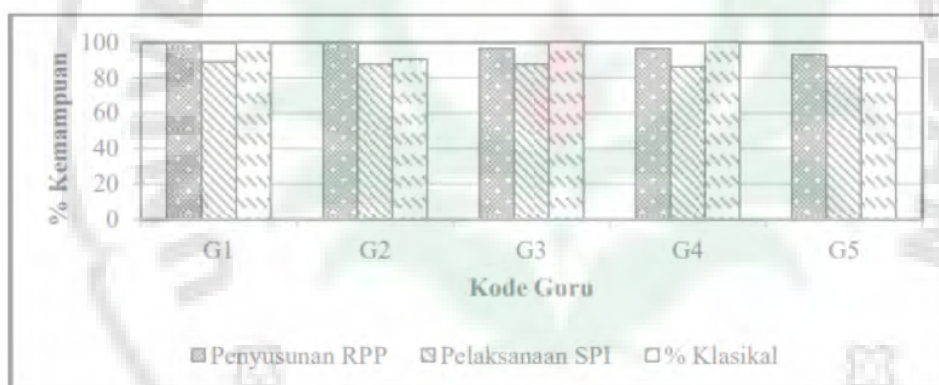 100
80
60
40
20
0
% Kemampuan
G1 G2 G3 G4 G5
Kode Guru
Penyusunan RPP Pelaksanaan SPI % Klasikal